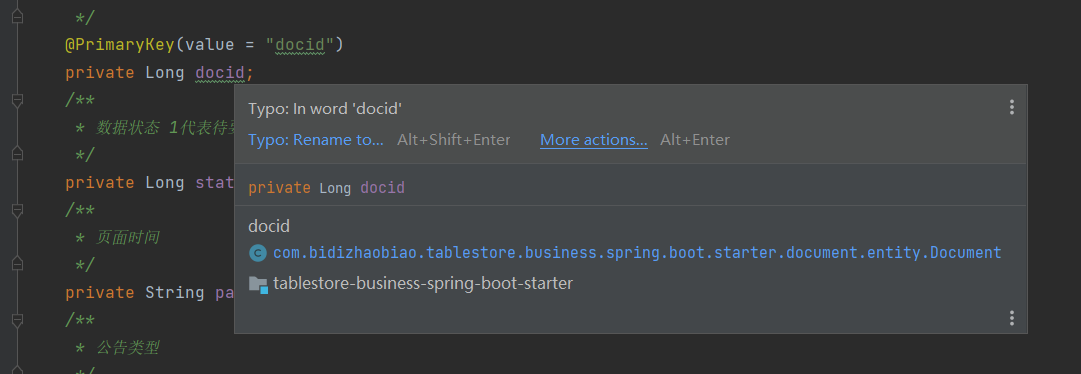 */
@PrimaryKey(value = "docid")
private Long docid;
/**
* 数据状态 1代表待
*/
private Long stat
/**
* 页面时间
*/
private String pa
/**
* 公告类型
*/
Typo: In word 'docid'
Typo: Rename to... Alt+Shift+Enter More actions... Alt+Enter
private Long docid
docid
C com.bidizhaobiao.tablestore.business.spring.boot.starter.document.entity.Document
tablestore-business-spring-boot-starter